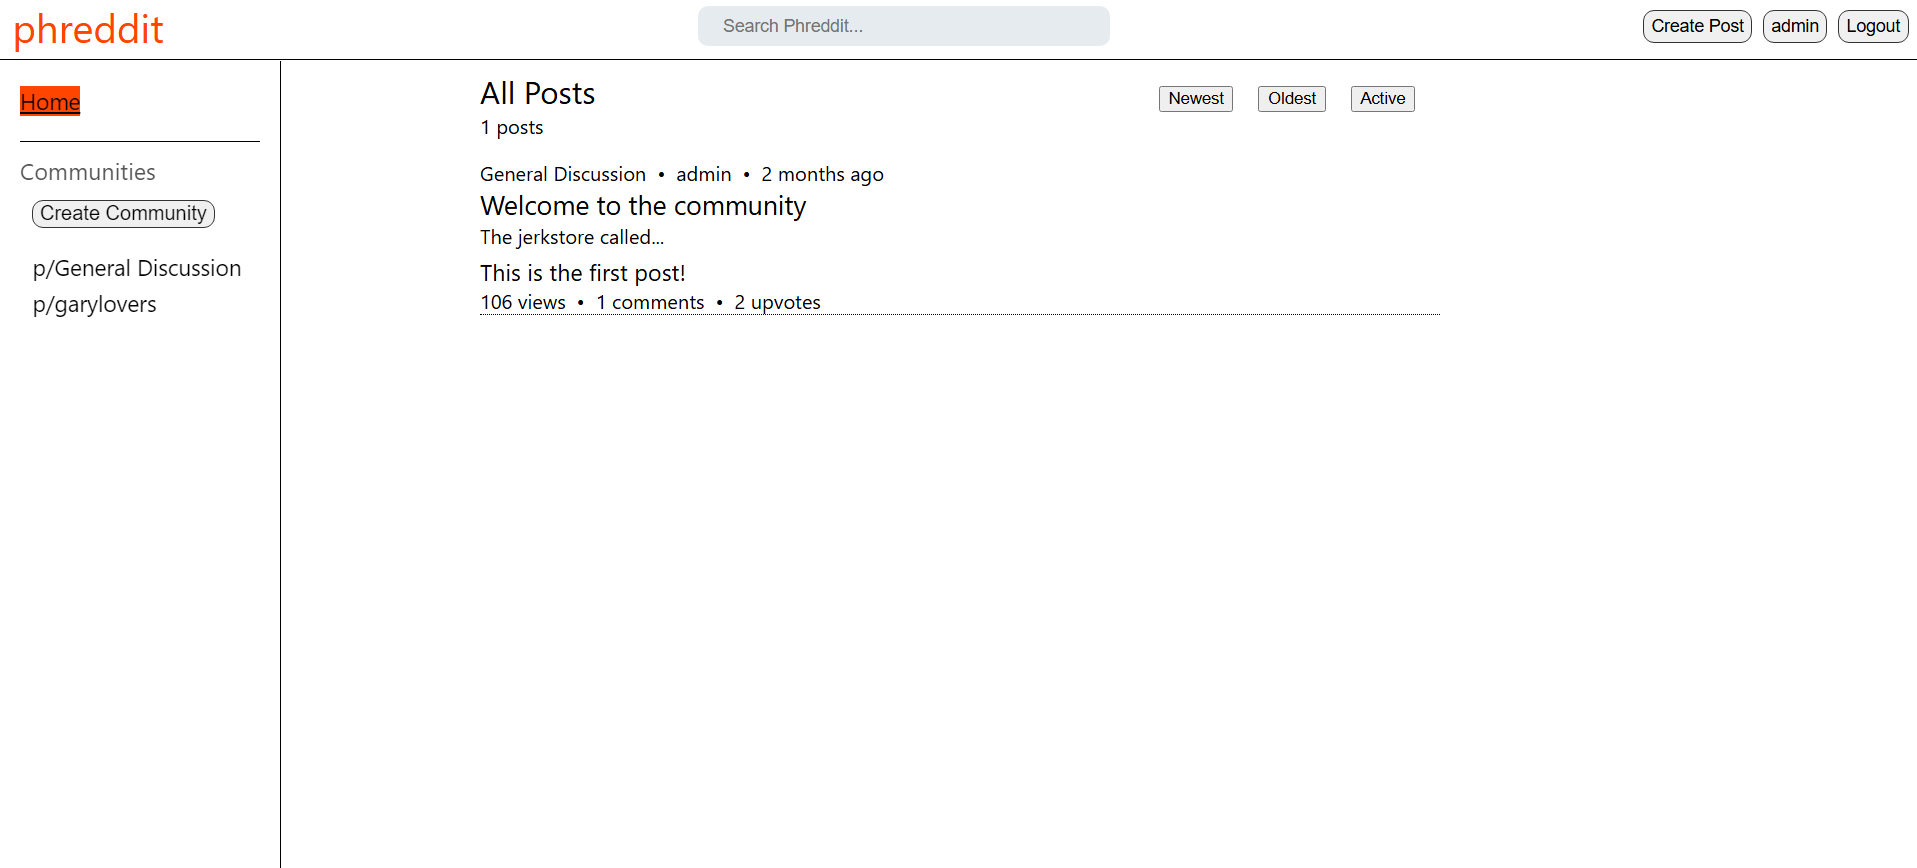 phreddit
Search Phreddit...
Create Post
admin
Logout
Home
Communities
Create Community
p/General Discussion
p/garylovers
All Posts
Newest
Oldest
Active
1 posts
General Discussion • admin • 2 months ago
Welcome to the community
The jerkstore called...
This is the first post!
106 views • 1 comments • 2 upvotes